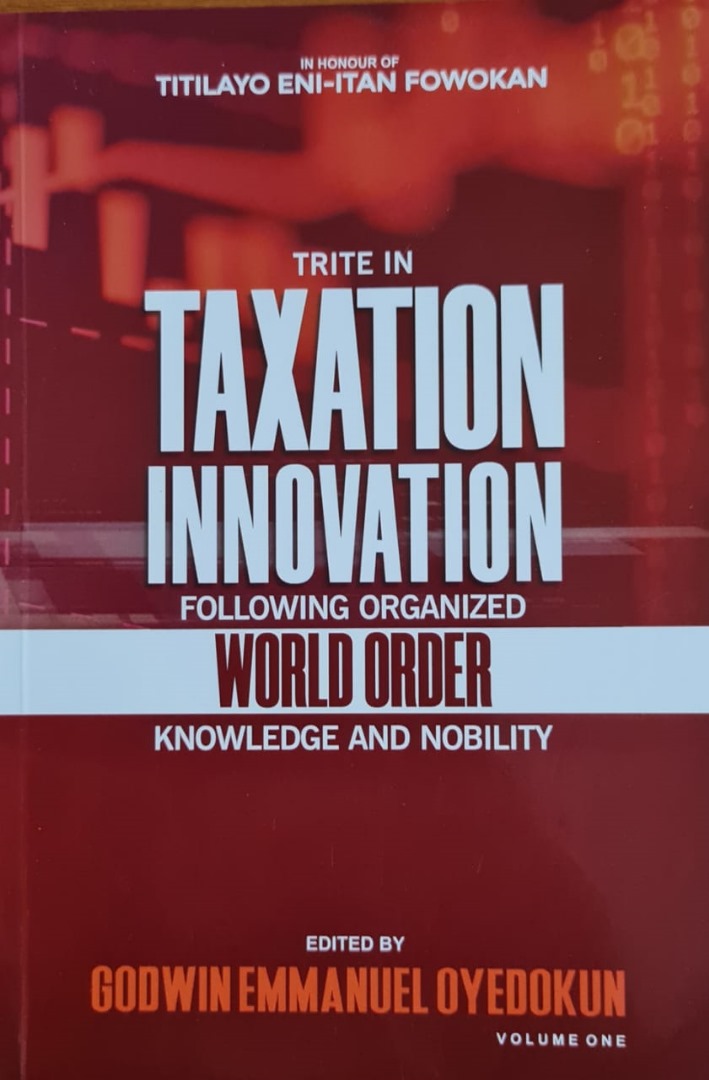 IN HONOUR OF
TITILAYO ENI-ITAN FOWOKAN
TRITE IN
TAXATION
INNOVATION
FOLLOWING ORGANIZED
WORLD ORDER
KNOWLEDGE AND NOBILITY
EDITED BY
GODWIN EMMANUEL OYEDOKUN
VOLUME ONE